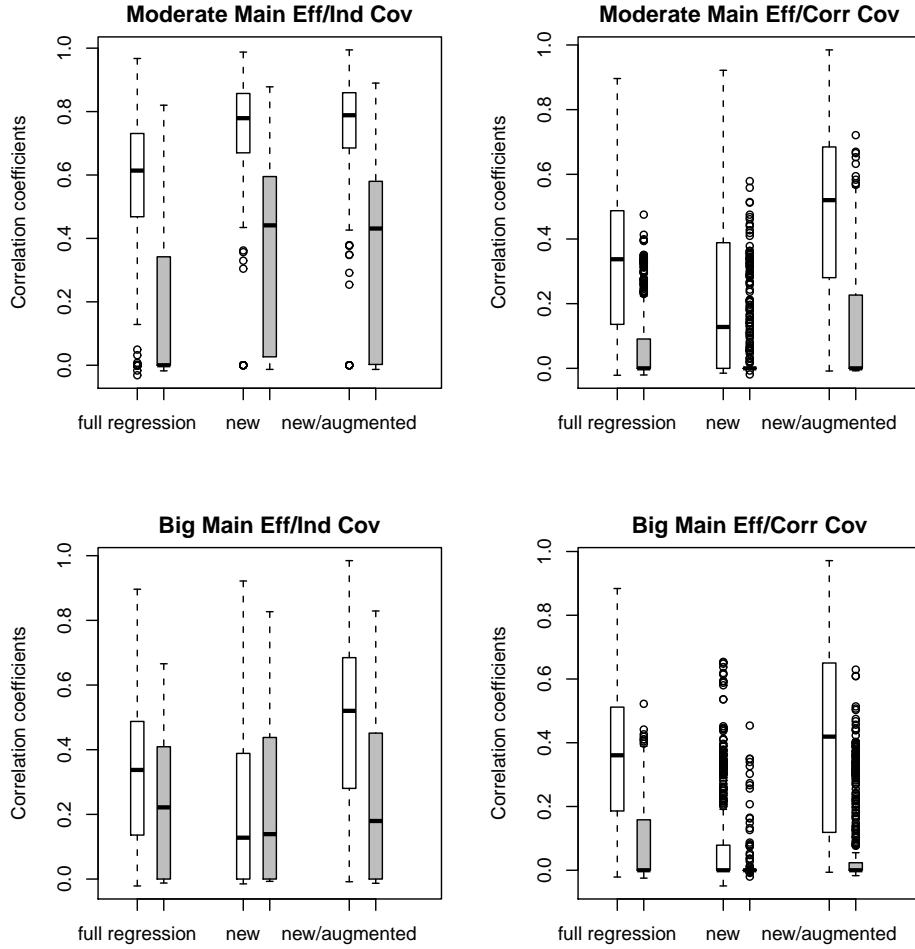 Moderate Main Eff/Ind Cov
Correlation coefficients
1.0
0.8
0.6
0.4
0.2
0.0
full regression new new/augmented
Moderate Main Eff/Corr Cov
Correlation coefficients
1.0
0.8
0.6
0.4
0.2
0.0
full regression new new/augmented
Big Main Eff/Ind Cov
Correlation coefficients
1.0
0.8
0.6
0.4
0.2
0.0
full regression new new/augmented
Big Main Eff/Corr Cov
Correlation coefficients
1.0
0.8
0.6
0.4
0.2
0.0
full regression new new/augmented